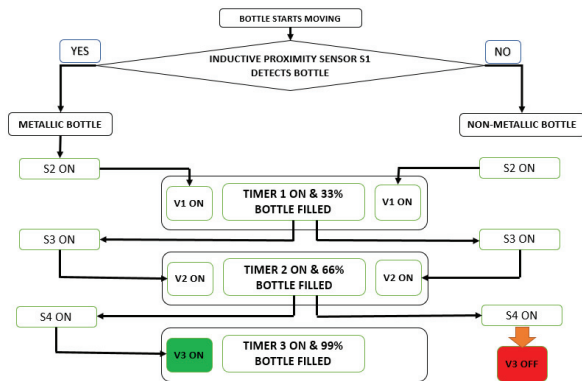 BOTTLE STARTS MOVING
YES
NO
INDUCTIVE PROXIMITY SENSOR S1
DETECTS BOTTLE
METALLIC BOTTLE
NON-METALLIC BOTTLE
S2 ON
S2 ON
V1 ON
TIMER 1 ON & 33%
BOTTLE FILLED
V1 ON
S3 ON
S3 ON
V2 ON
TIMER 2 ON & 66%
BOTTLE FILLED
V2 ON
S4 ON
S4 ON
V3 ON
TIMER 3 ON & 99%
BOTTLE FILLED
V3 OFF